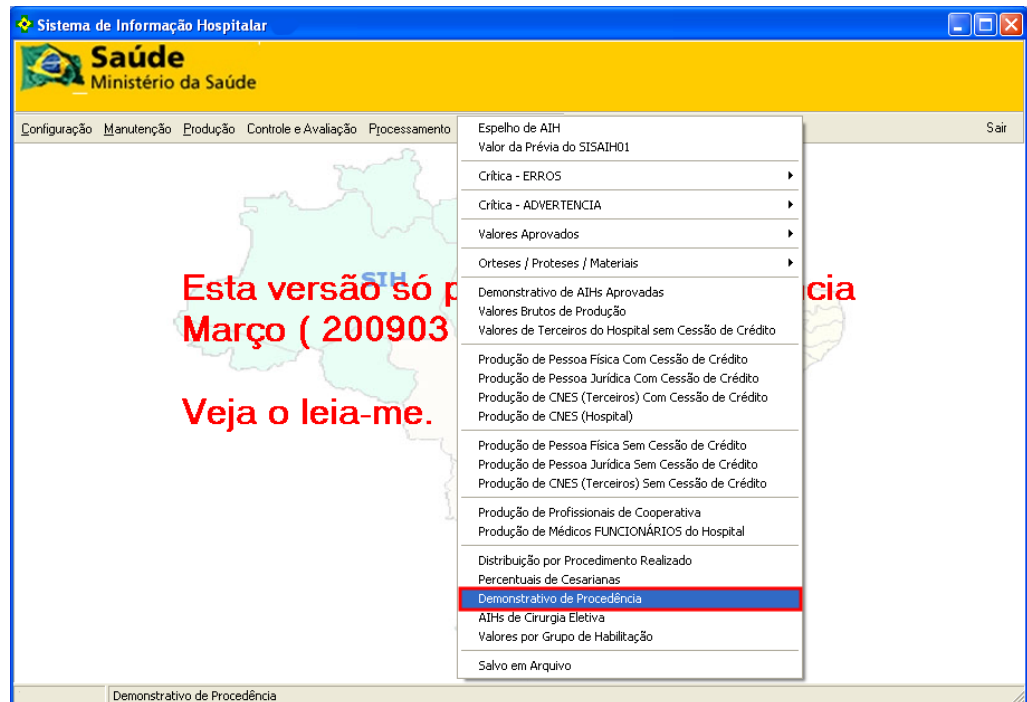 Sistema de Informação Hospitalar
Saúde
Ministério da Saúde
Configuração Manutenção Produção Controle e Avaliação Processamento Sair
Espelho de AIH
Valor da Prévia do SISAIH01
Crítica - ERROS
Crítica - ADVERTENCIA
Valores Aprovados
Orteses / Proteses / Materiais
Demonstrativo de AIHs Aprovadas
Valores Brutos de Produção
Valores de Terceiros do Hospital sem Cessão de Crédito
Produção de Pessoa Física Com Cessão de Crédito
Produção de Pessoa Jurídica Com Cessão de Crédito
Produção de CNES (Terceiros) Com Cessão de Crédito
Produção de CNES (Hospital)
Produção de Pessoa Física Sem Cessão de Crédito
Produção de Pessoa Jurídica Sem Cessão de Crédito
Produção de CNES (Terceiros) Sem Cessão de Crédito
Produção de Profissionais de Cooperativa
Produção de Médicos FUNCIONÁRIOS do Hospital
Distribuição por Procedimento Realizado
Percentuais de Cesarianas
Demonstrativo de Procedência
AIHs de Cirurgia Eletiva
Valores por Grupo de Habilitação
Salvo em Arquivo
SIH
Esta versão só p cia
Março ( 200903
Veja o leia-me.
Demonstrativo de Procedência